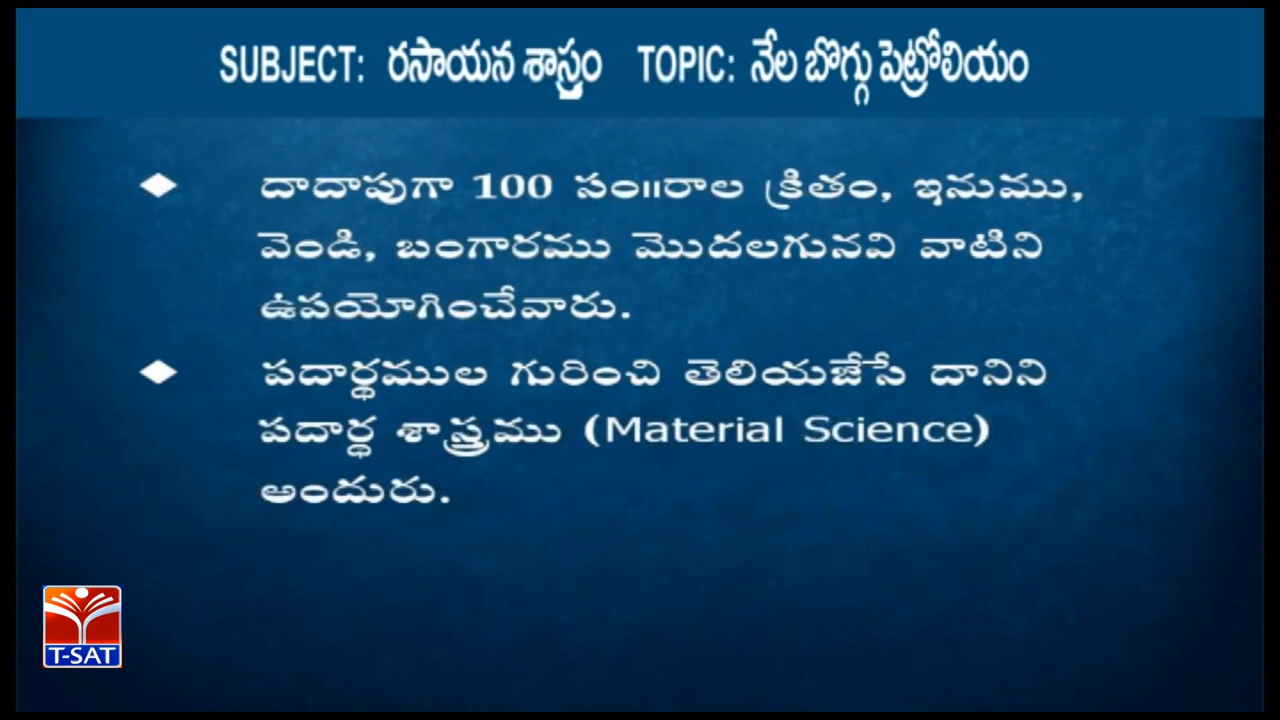 SUBJECT: రసాయన శాస్త్రం TOPIC: నేల బొగ్గు పెట్రోలియం
◆ దాదాపుగా 100 సం॥రాల క్రితం, ఇనుము,
వెండి, బంగారము మొదలగునవి వాటిని
ఉపయోగించేవారు.
◆ పదార్థముల గురించి తెలియజేసే దానిని
పదార్ధ శాస్త్రము (Material Science)
అందురు.
T-SAT